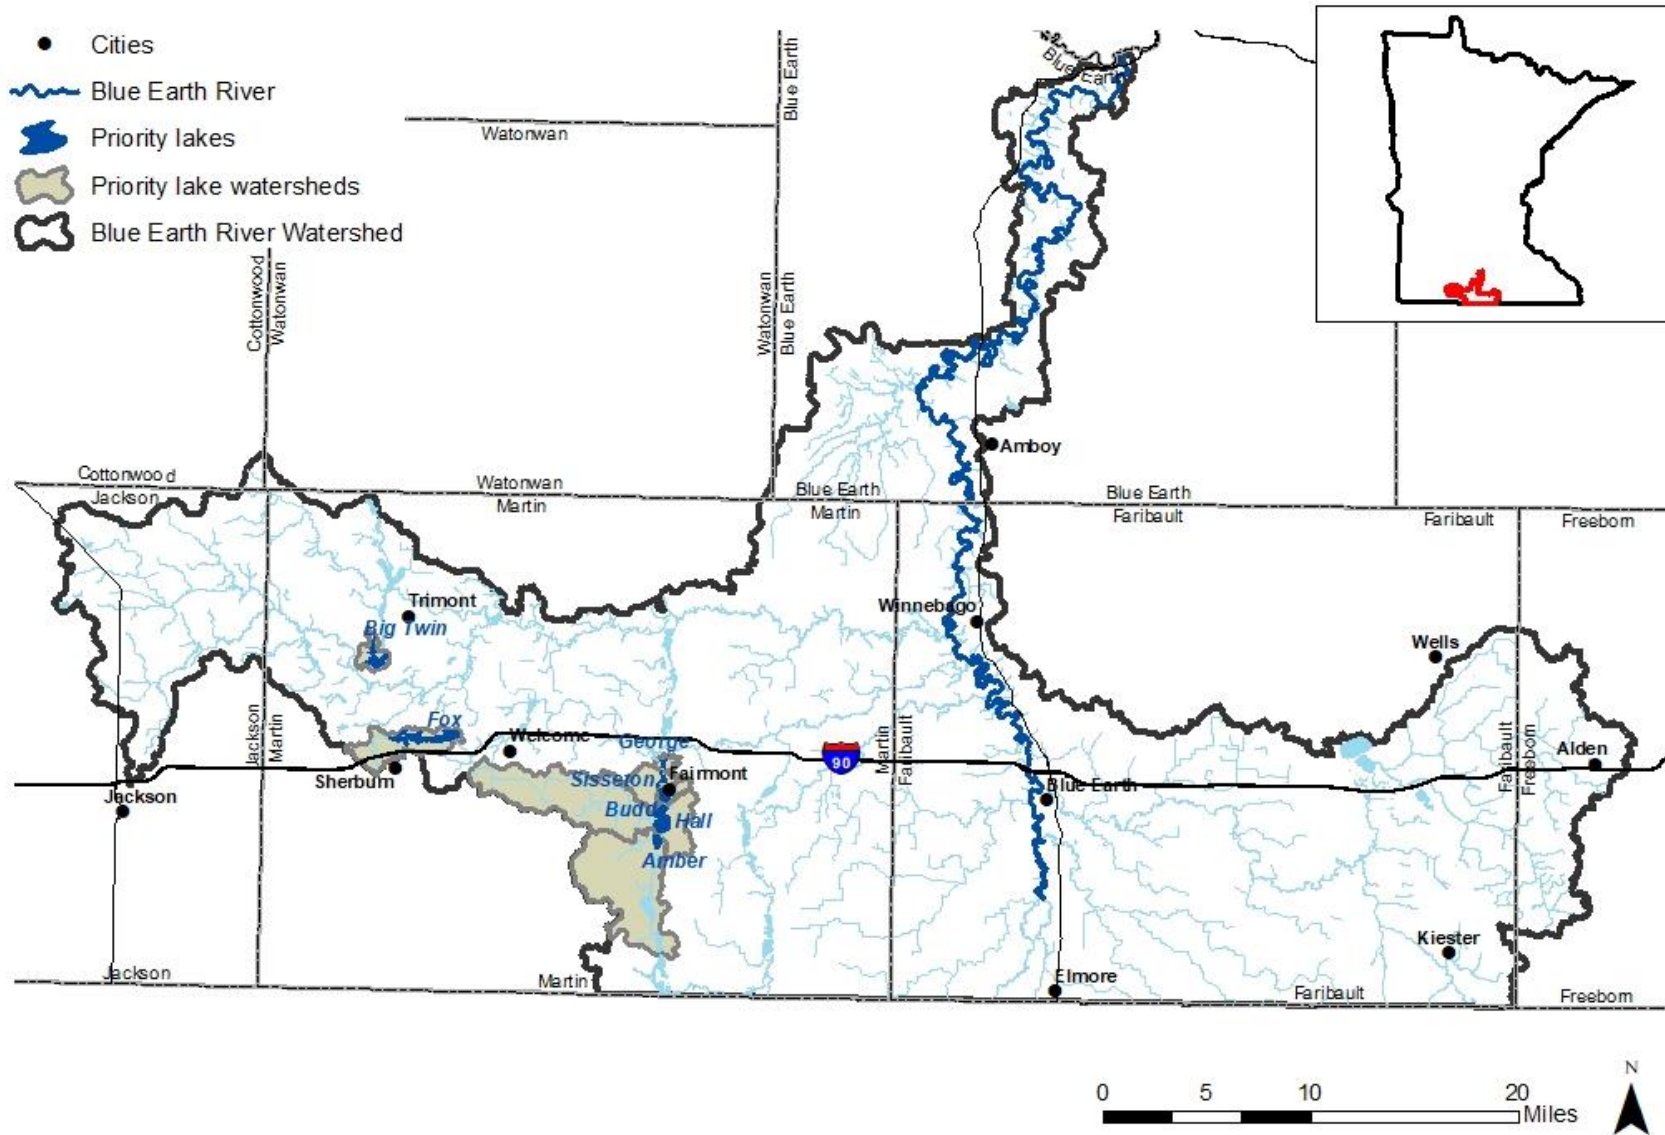 Cities
Blue Earth River
Priority lakes
Priority lake watersheds
Blue Earth River Watershed
Watonwan
Blue Earth
Blue Earth
Cottonwood
Watonwan
Watonwan
Blue Earth
Amboy
Cottonwood
Jackson
Watonwan
Martin
Blue Earth
Martin
Blue Earth
Faribault
Faribault
Freeborn
Trimont
Big Twin
Winnebago
Wells
Jackson
Martin
Fox
Welcome
George
Martin
Faribault
Faribault
Freeborn
Alden
90
Sherburn
Sisseton
Fairmont
Jackson
Budd
Hall
Blue Earth
Amber
Kiester
Jackson
Martin
Elmore
Faribault
Freeborn
0 5 10 20
Miles
N